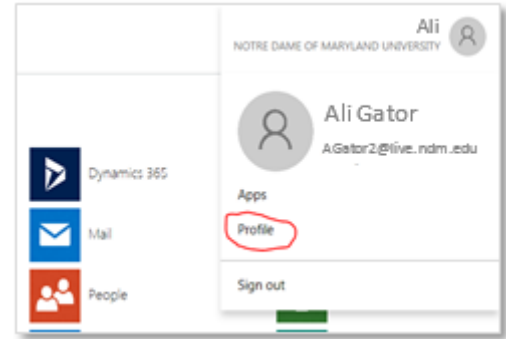 Ali
NOTRE DAME OF MARYLAND UNIVERSITY
Ali Gator
AGator2@live.ndm.edu
Dynamics 365
Apps
Mail
Profile
People
Sign out